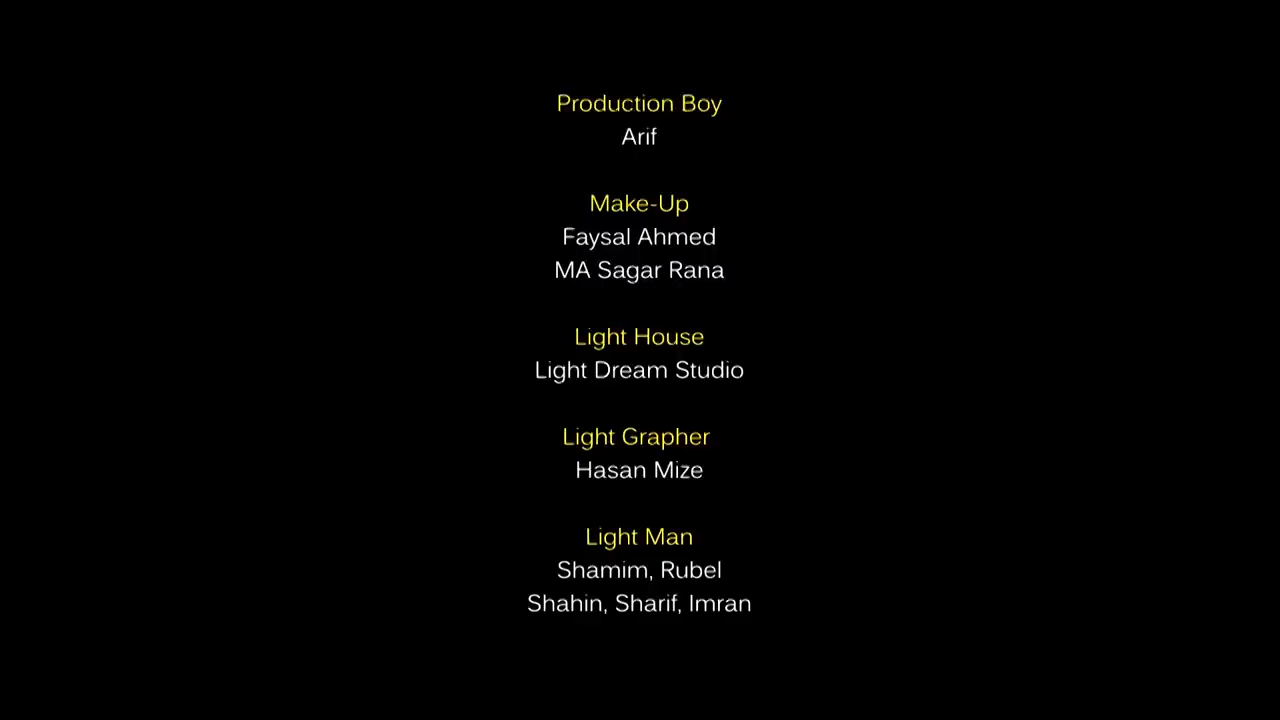 Production Boy
Arif
Make-Up
Faysal Ahmed
MA Sagar Rana
Light House
Light Dream Studio
Light Grapher
Hasan Mize
Light Man
Shamim, Rubel
Shahin, Sharif, Imran